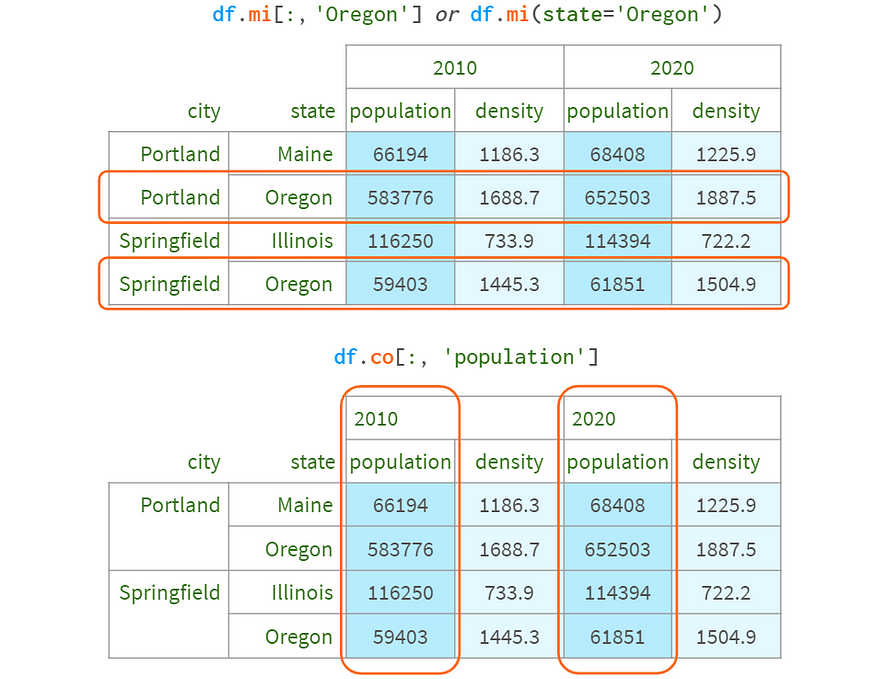 df.mi[:, 'Oregon'] or df.mi(state='Oregon')
2010 2020
city state population density population density
Portland Maine 66194 1186.3 68408 1225.9
Portland Oregon 583776 1688.7 652503 1887.5
Springfield Illinois 116250 733.9 114394 722.2
Springfield Oregon 59403 1445.3 61851 1504.9
df.co[:, 'population']
2010 2020
city state population density population density
Portland Maine 66194 1186.3 68408 1225.9
Oregon 583776 1688.7 652503 1887.5
Springfield Illinois 116250 733.9 114394 722.2
Oregon 59403 1445.3 61851 1504.9